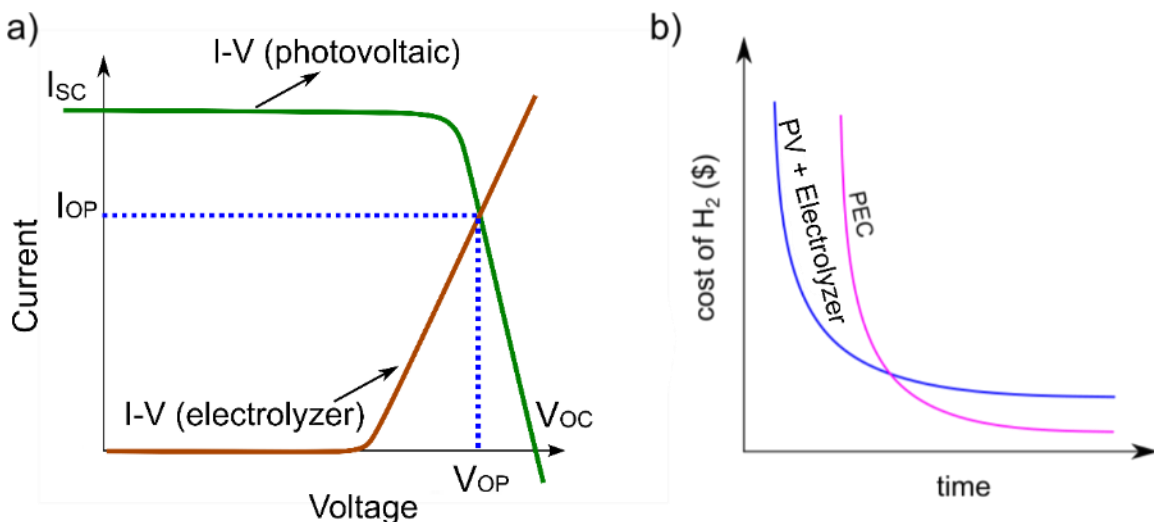 a)
I-V (photovoltaic)
ISC
IOP
Current
I-V (electrolyzer)
VOC
VOP
Voltage
b)
cost of H2 ($)
PV + Electrolyzer
PEC
time